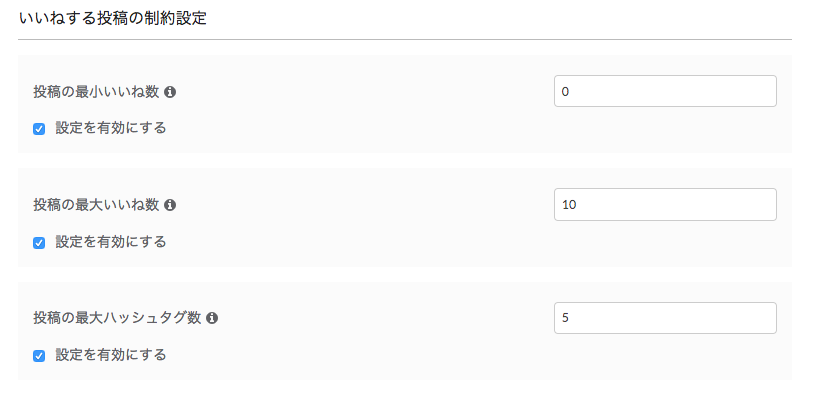 いいねする投稿の制約設定
投稿の最小いいね数
0
設定を有効にする
投稿の最大いいね数
10
設定を有効にする
投稿の最大ハッシュタグ数
5
設定を有効にする